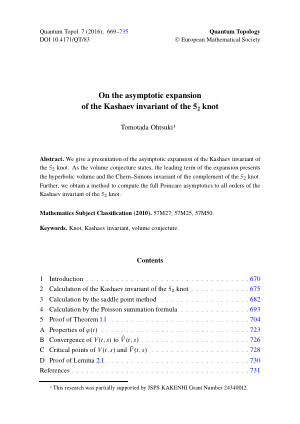 Quantum Topol. 7 (2016), 669–735
Quantum Topology
DOI 10.4171/QT/83
© European Mathematical Society
On the asymptotic expansion
of the Kashaev invariant of the 5₂ knot
Tomotada Ohtsuki¹
Abstract. We give a presentation of the asymptotic expansion of the Kashaev invariant of
the 5₂ knot. As the volume conjecture states, the leading term of the expansion presents
the hyperbolic volume and the Chern–Simons invariant of the complement of the 5₂ knot.
Further, we obtain a method to compute the full Poincare asymptotics to all orders of the
Kashaev invariant of the 5₂ knot.
Mathematics Subject Classification (2010). 57M27; 57M25, 57M50.
Keywords. Knot, Kashaev invariant, volume conjecture.
Contents
1 Introduction . . . . . . . . . . . . . . . . . . . . . . . . . . . . 670
2 Calculation of the Kashaev invariant of the 5₂ knot . . . . . . . . . 675
3 Calculation by the saddle point method . . . . . . . . . . . . . . . 682
4 Calculation by the Poisson summation formula . . . . . . . . . . . 693
5 Proof of Theorem 1.1 . . . . . . . . . . . . . . . . . . . . . . . 704
A Properties of φ(t) . . . . . . . . . . . . . . . . . . . . . . . . . 723
B Convergence of V(t, s) to V̂(t, s) . . . . . . . . . . . . . . . . . 726
C Critical points of V(t, s) and V̂(t, s) . . . . . . . . . . . . . . . 728
D Proof of Lemma 2.1 . . . . . . . . . . . . . . . . . . . . . . . . 730
References . . . . . . . . . . . . . . . . . . . . . . . . . . . . . 731
¹ This research was partially supported by JSPS KAKENHI Grant Number 24340012.